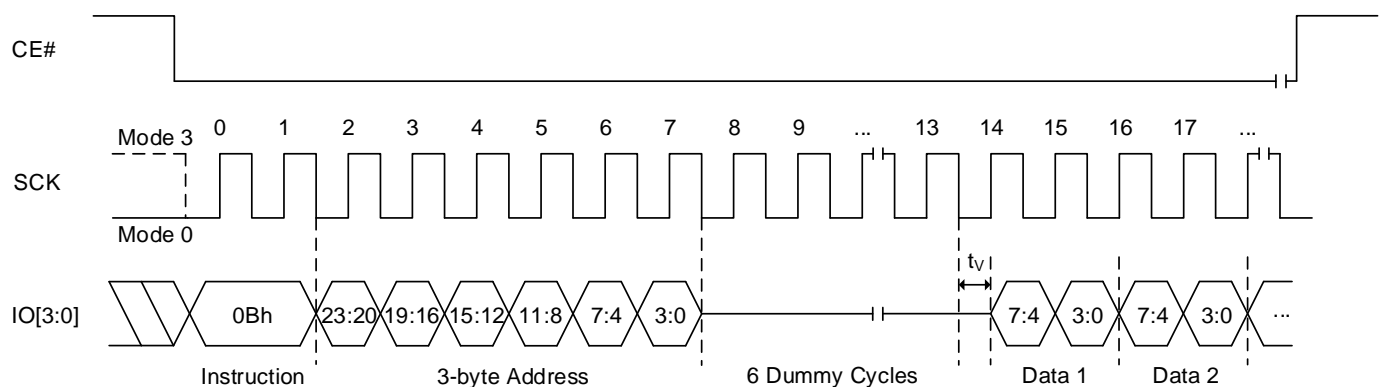 CE#
Mode 3
0 1 2 3 4 5 6 7 8 9 ... 13 14 15 16 17 ...
SCK
Mode 0
tV
IO[3:0]
0Bh 23:20 19:16 15:12 11:8 7:4 3:0 7:4 3:0 7:4 3:0 ...
Instruction 3-byte Address 6 Dummy Cycles Data 1 Data 2